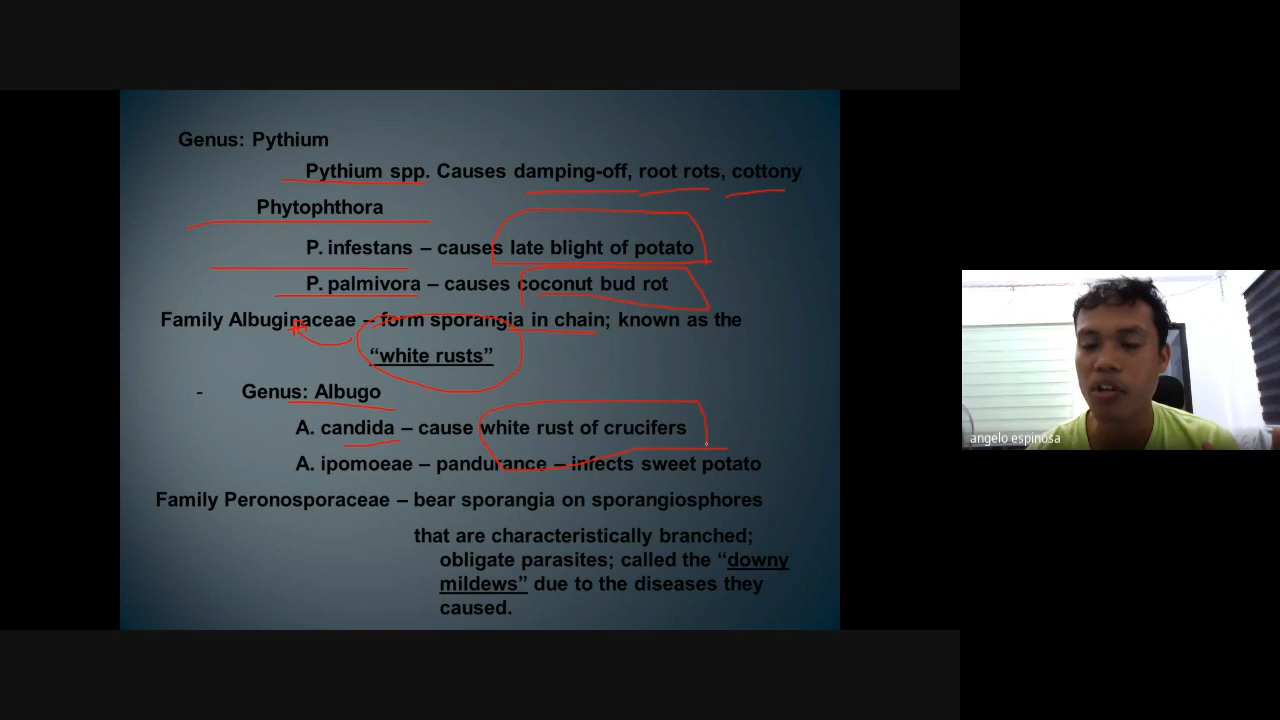 Genus: Pythium
Pythium spp. Causes damping-off, root rots, cottony
Phytophthora
P. infestans – causes late blight of potato
P. palmivora – causes coconut bud rot
Family Albuginaceae – form sporangia in chain; known as the
“white rusts”
- Genus: Albugo
A. candida – cause white rust of crucifers
A. ipomoeae – pandurance – infects sweet potato
Family Peronosporaceae – bear sporangia on sporangiosphores
that are characteristically branched;
obligate parasites; called the “downy
mildews” due to the diseases they
caused.
angelo espinosa